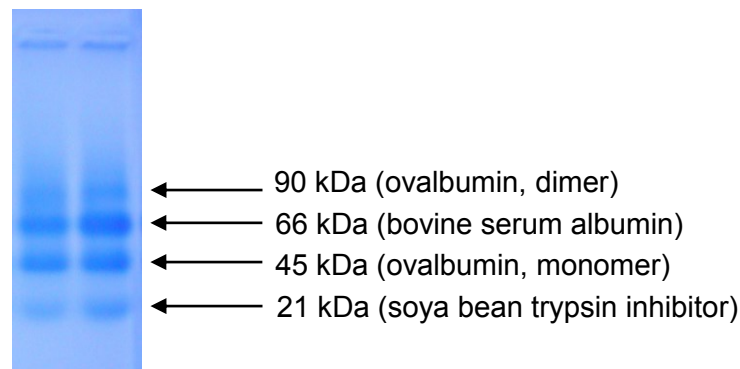 90 kDa (ovalbumin, dimer)
66 kDa (bovine serum albumin)
45 kDa (ovalbumin, monomer)
21 kDa (soya bean trypsin inhibitor)